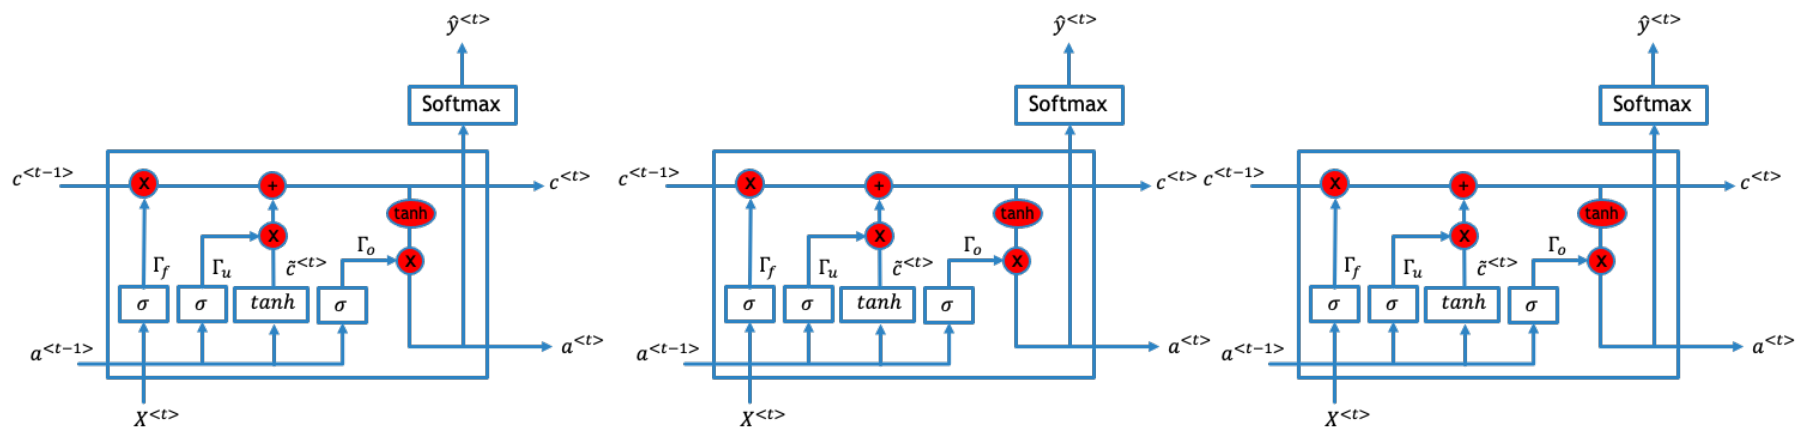 ŷ<t> ŷ<t> ŷ<t>
Softmax Softmax Softmax
c<t−1> X + c<t> c<t−1> X + c<t> c<t−1> X + c<t>
tanh tanh tanh
X X X
Γo X Γo X Γo X
Γf Γu c̃<t> Γf Γu c̃<t> Γf Γu c̃<t>
σ σ tanh σ σ σ tanh σ σ σ tanh σ
a<t−1> a<t> a<t−1> a<t> a<t−1> a<t>
X<t> X<t> X<t>